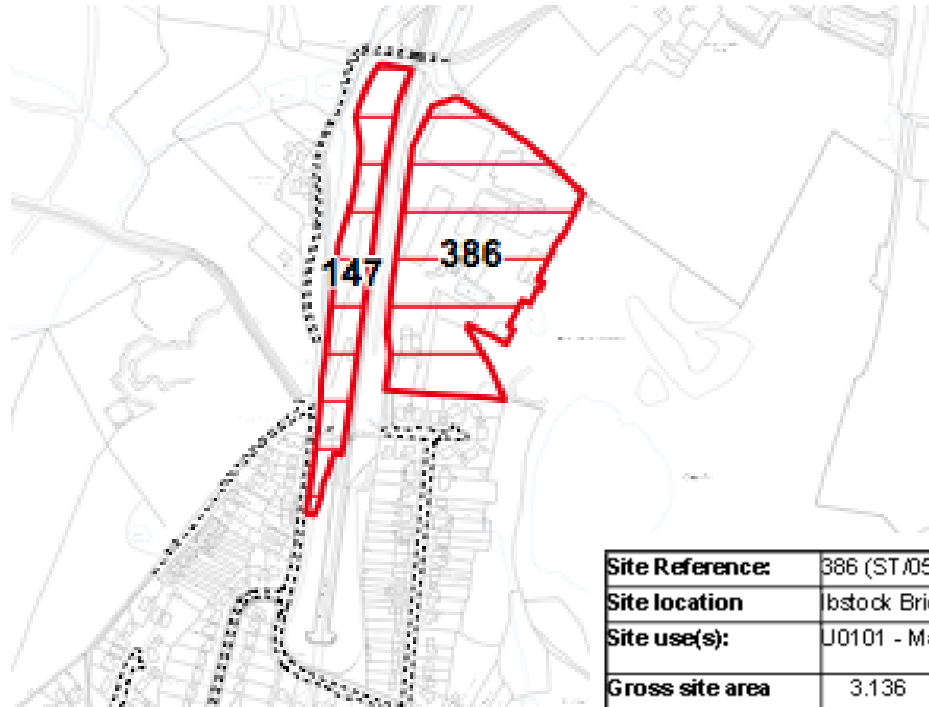 386
147
Site Reference: 386 (ST/05
Site location Ibstock Bri
Site use(s): U0101 - Ma
Gross site area 3.136